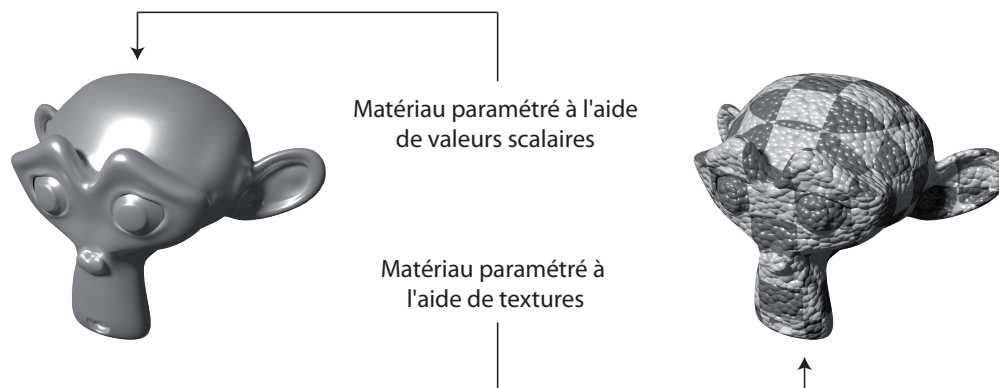 Matériau paramétré à l'aide
de valeurs scalaires
Matériau paramétré à
l'aide de textures